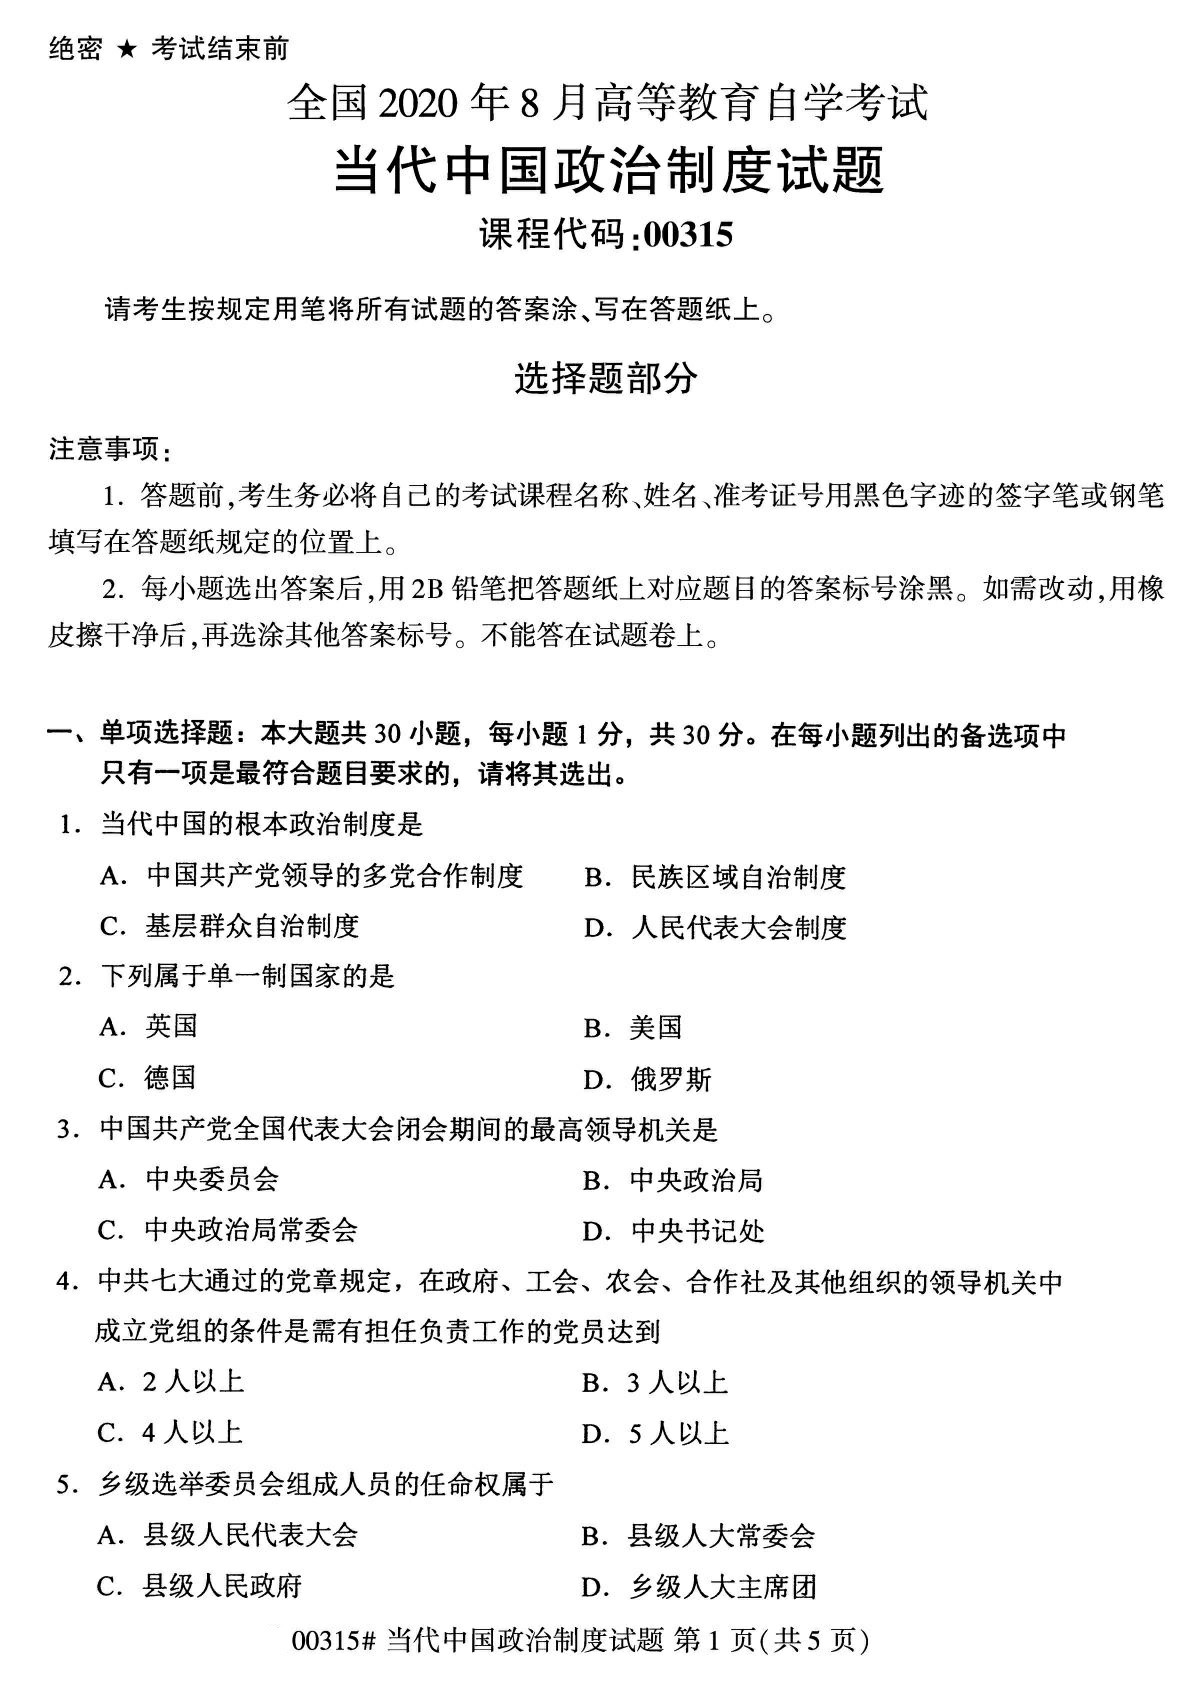 绝密 ★ 考试结束前
全国 2020 年 8 月高等教育自学考试
当代中国政治制度试题
课程代码:00315
请考生按规定用笔将所有试题的答案涂、写在答题纸上。
选择题部分
注意事项:
1. 答题前,考生务必将自己的考试课程名称、姓名、准考证号用黑色字迹的签字笔或钢笔
填写在答题纸规定的位置上。
2. 每小题选出答案后,用 2B 铅笔把答题纸上对应题目的答案标号涂黑。如需改动,用橡
皮擦干净后,再选涂其他答案标号。不能答在试题卷上。
一、单项选择题：本大题共 30 小题，每小题 1 分，共 30 分。在每小题列出的备选项中
只有一项是最符合题目要求的，请将其选出。
1. 当代中国的根本政治制度是
A. 中国共产党领导的多党合作制度 B. 民族区域自治制度
C. 基层群众自治制度 D. 人民代表大会制度
2. 下列属于单一制国家的是
A. 英国 B. 美国
C. 德国 D. 俄罗斯
3. 中国共产党全国代表大会闭会期间的最高领导机关是
A. 中央委员会 B. 中央政治局
C. 中央政治局常委会 D. 中央书记处
4. 中共七大通过的党章规定，在政府、工会、农会、合作社及其他组织的领导机关中
成立党组的条件是需有担任负责工作的党员达到
A. 2 人以上 B. 3 人以上
C. 4 人以上 D. 5 人以上
5. 乡级选举委员会组成人员的任命权属于
A. 县级人民代表大会 B. 县级人大常委会
C. 县级人民政府 D. 乡级人大主席团
00315# 当代中国政治制度试题 第 1 页(共 5 页)